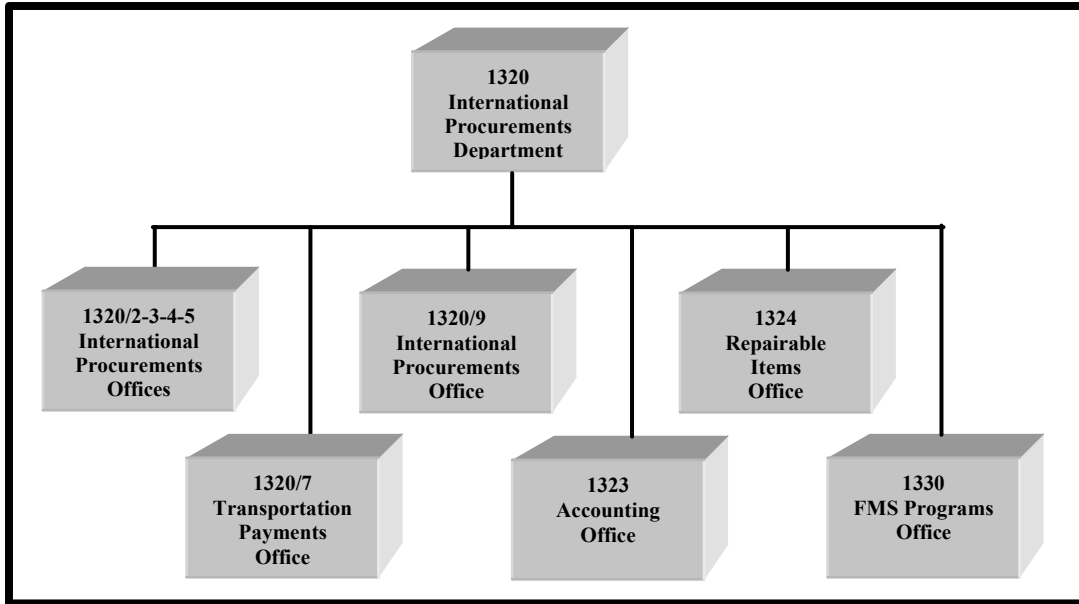 1320
International
Procurements
Department
1320/2-3-4-5
International
Procurements
Offices
1320/9
International
Procurements
Office
1324
Repairable
Items
Office
1320/7
Transportation
Payments
Office
1323
Accounting
Office
1330
FMS Programs
Office